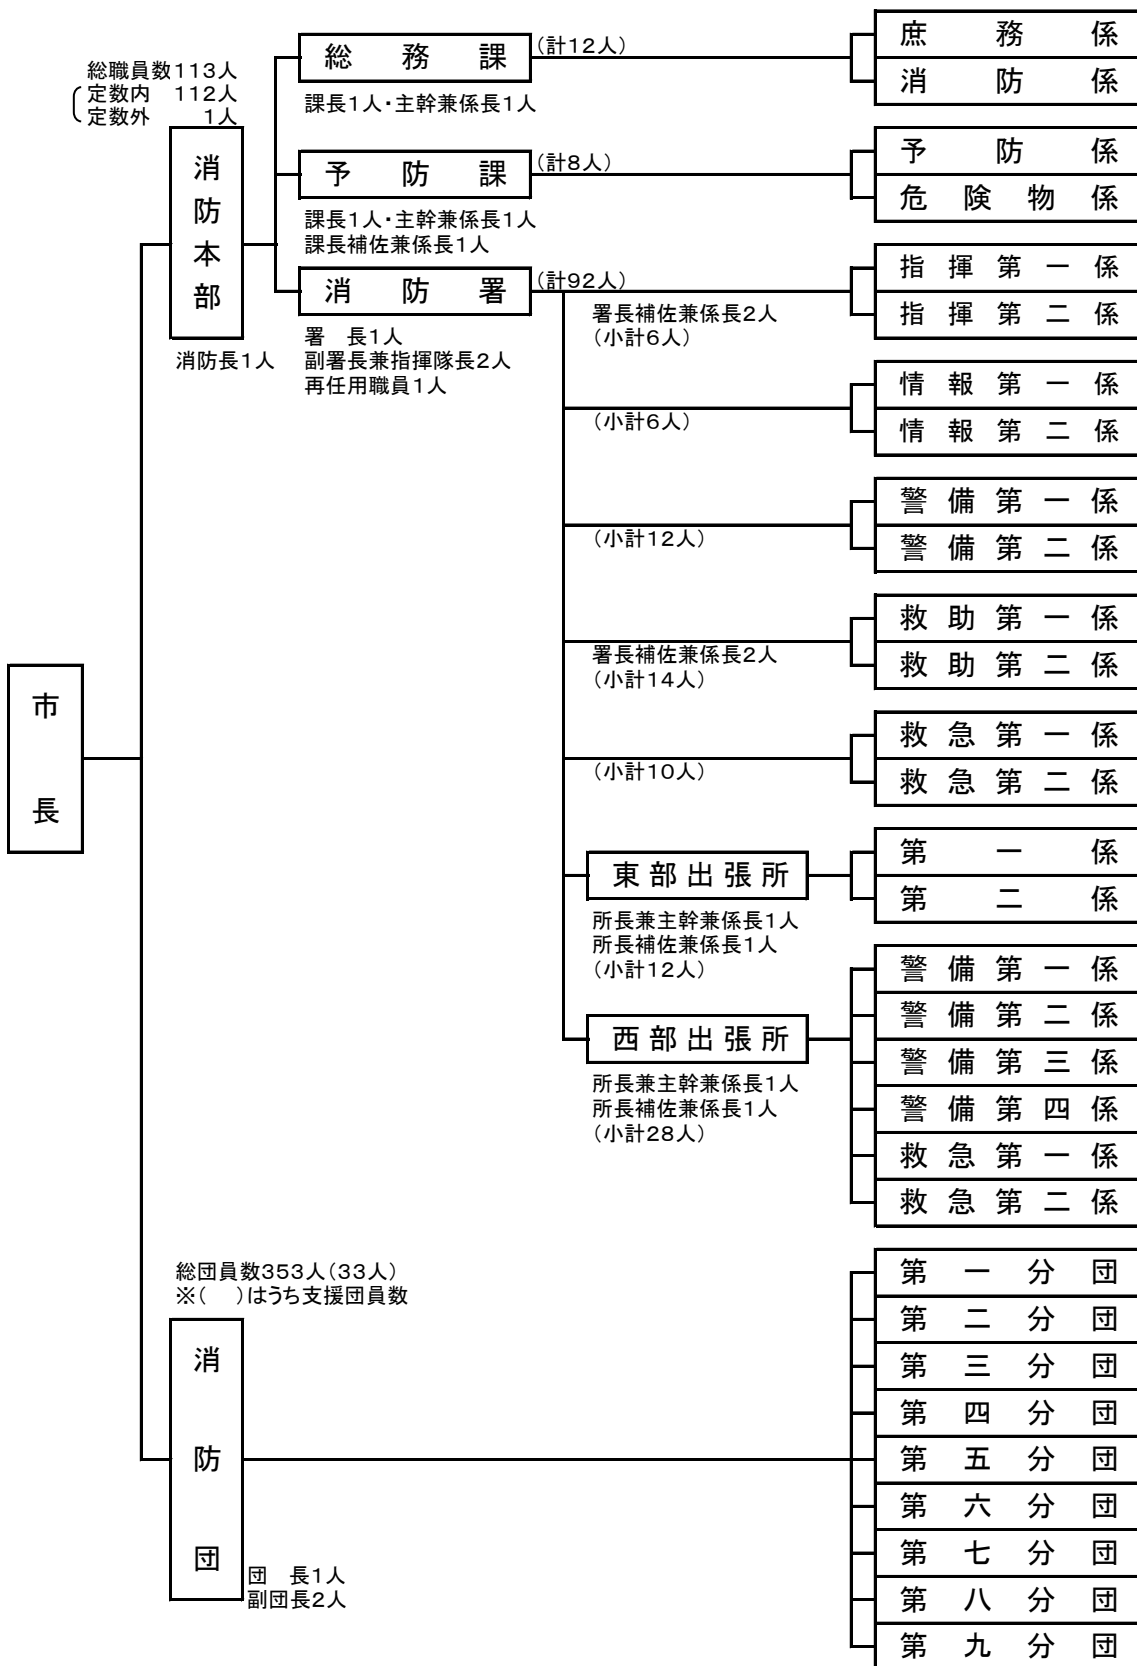 総職員数113人
定数内 112人
定数外 1人
消防本部
消防長1人
総務課
(計12人)
課長1人・主幹兼係長1人
庶務係
消防係
予防課
(計8人)
課長1人・主幹兼係長1人
課長補佐兼係長1人
予防係
危険物係
消防署
(計92人)
署 長1人
副署長兼指揮隊長2人
再任用職員1人
署長補佐兼係長2人
(小計6人)
指揮第一係
指揮第二係
(小計6人)
情報第一係
情報第二係
(小計12人)
警備第一係
警備第二係
署長補佐兼係長2人
(小計14人)
救助第一係
救助第二係
(小計10人)
救急第一係
救急第二係
市長
東部出張所
所長兼主幹兼係長1人
所長補佐兼係長1人
(小計12人)
第一係
第二係
西部出張所
所長兼主幹兼係長1人
所長補佐兼係長1人
(小計28人)
警備第一係
警備第二係
警備第三係
警備第四係
救急第一係
救急第二係
総団員数353人(33人)
※( )はうち支援団員数
消防団
団 長1人
副団長2人
第一分団
第二分団
第三分団
第四分団
第五分団
第六分団
第七分団
第八分団
第九分団